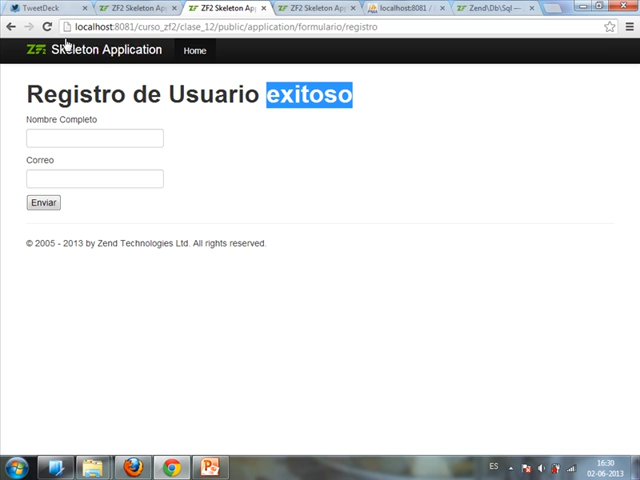 TweetDeck
ZF2 Skeleton Ap
ZF2 Skeleton Ap
ZF2 Skeleton Ap
localhost:8081 /
Zend\Db\Sql —
localhost:8081/curso_zf2/clase_12/public/application/formulario/registro
ZF2 Skeleton Application
Home
Registro de Usuario exitoso
Nombre Completo
Correo
Enviar
© 2005 - 2013 by Zend Technologies Ltd. All rights reserved.
ES
16:30
02-06-2013